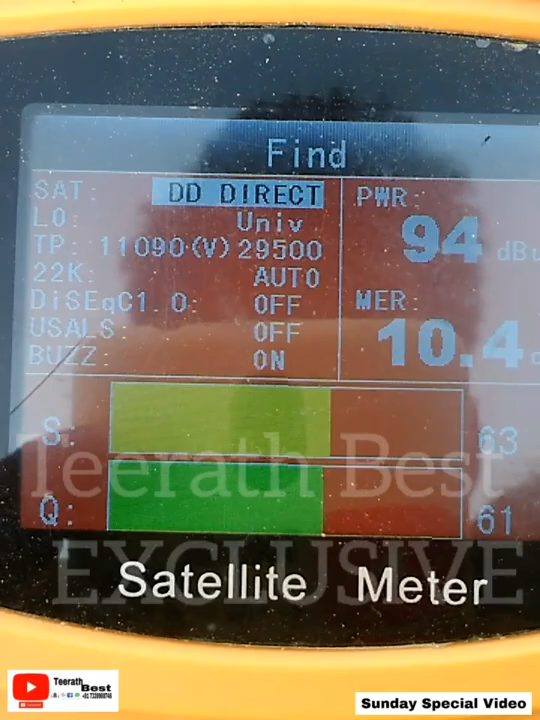 Find
SAT: DD DIRECT
LO: Univ
TP: 11090(V) 29500
22K: AUTO
DiSEqC1.0: OFF
USALS: OFF
BUZZ: ON
PWR:
94 dBu
MER:
10.4
S: 63
Q: 61
Teerath Best
EXCLUSIVE
Satellite Meter
Teerath
Best
Sunday Special Video